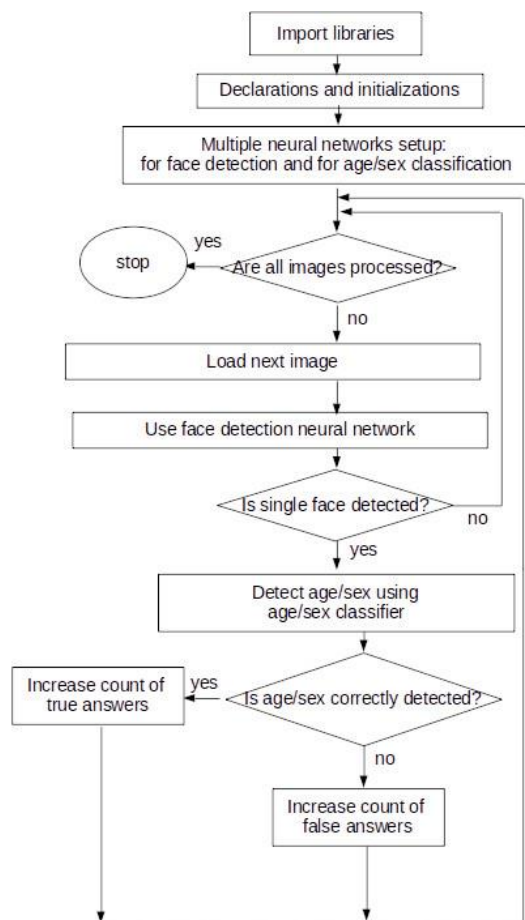 Import libraries
Declarations and initializations
Multiple neural networks setup:
for face detection and for age/sex classification
yes
stop
Are all images processed?
no
Load next image
Use face detection neural network
Is single face detected?
no
yes
Detect age/sex using
age/sex classifier
Increase count of
true answers
yes
Is age/sex correctly detected?
no
Increase count of
false answers